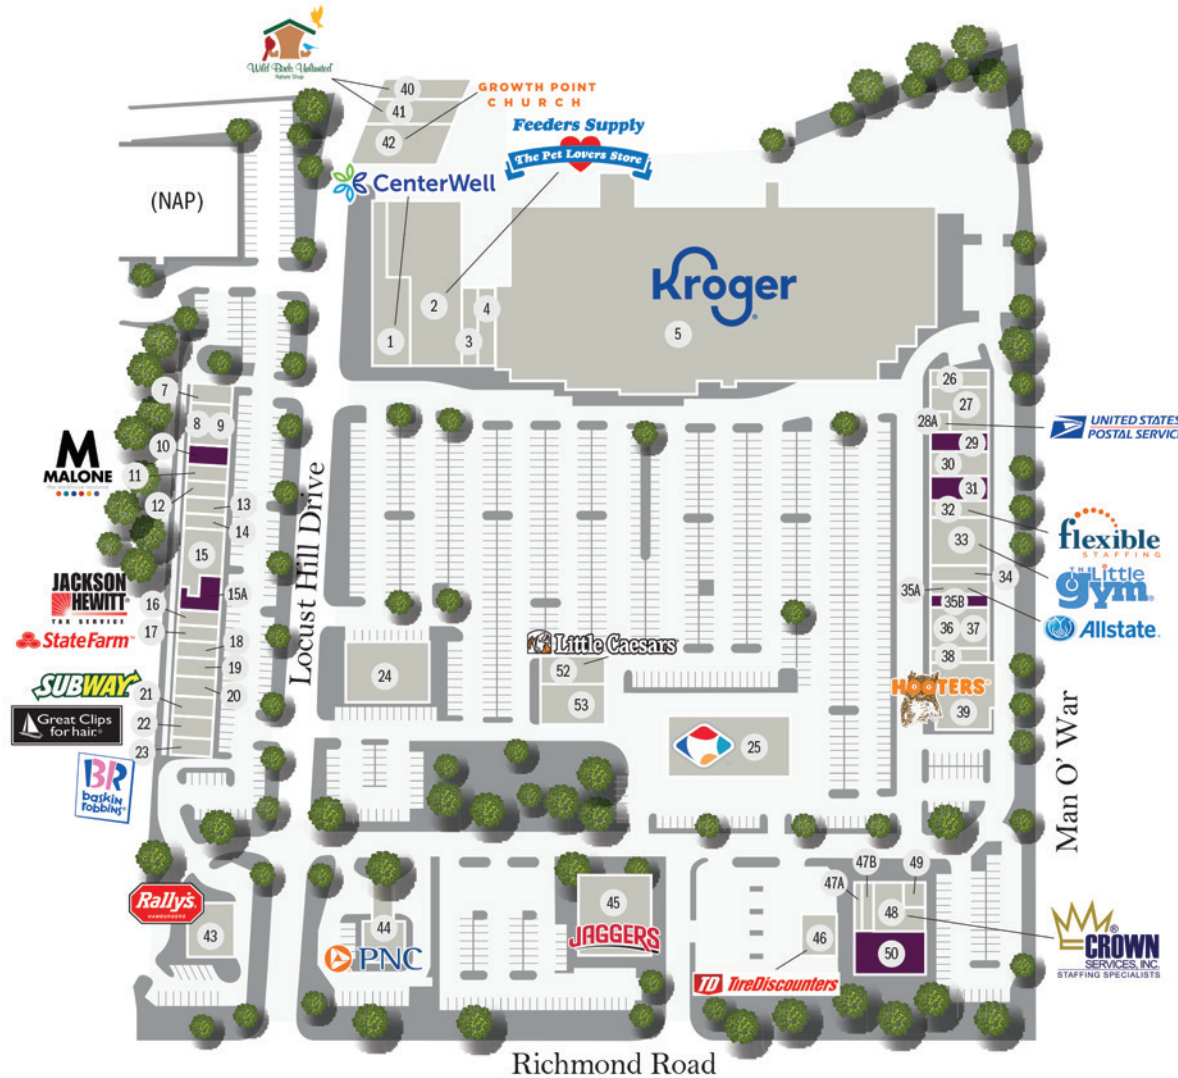 Wild Birds Unlimited
Nature Shop
40
41
42
GROWTH POINT
CHURCH
Feeders Supply
The Pet Lovers Store
CenterWell
(NAP)
Kroger
1
2
3
4
5
7
8
9
10
11
12
13
14
15
15A
16
17
18
19
20
21
22
23
M
MALONE
JACKSON
HEWITT®
TAX SERVICE
StateFarm™
SUBWAY
Great Clips
for hair.®
BR
baskin
robbins®
Locust Hill Drive
24
Little Caesars
52
53
25
26
27
28A
UNITED STATES
POSTAL SERVICE
29
30
31
32
flexible
STAFFING
33
34
THE Little
gym®
35A
35B
Allstate.
36
37
38
HOOTERS
39
Man O’ War
Rally's
HAMBURGERS
43
44
PNC
45
JAGGERS
46
TD TireDiscounters
47A
47B
48
49
50
CROWN®
SERVICES, INC.
STAFFING SPECIALISTS
Richmond Road